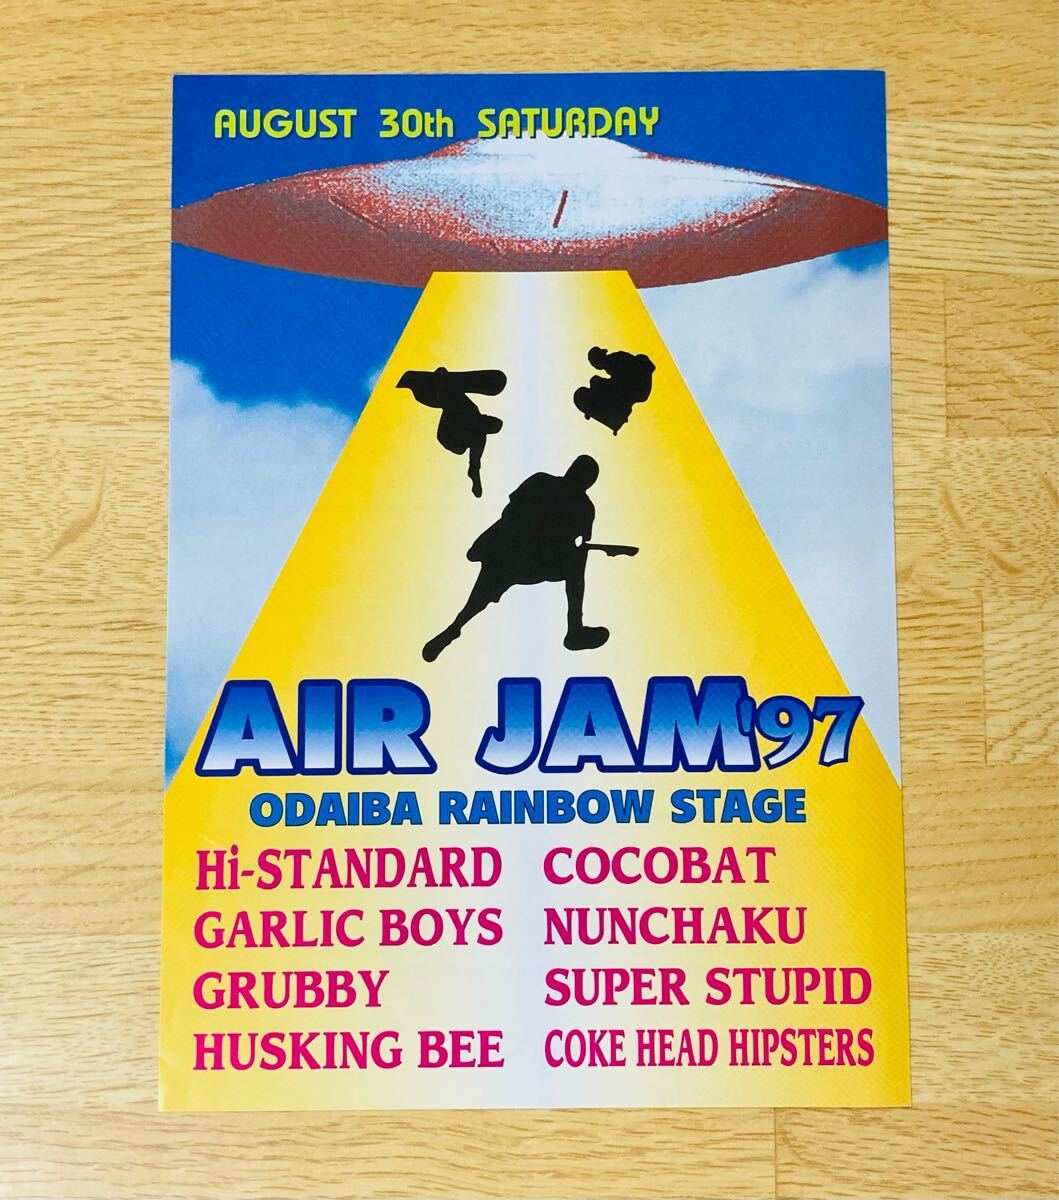 AUGUST 30th SATURDAY
AIR JAM '97
ODAIBA RAINBOW STAGE
Hi-STANDARD COCOBAT
GARLIC BOYS NUNCHAKU
GRUBBY SUPER STUPID
HUSKING BEE COKE HEAD HIPSTERS